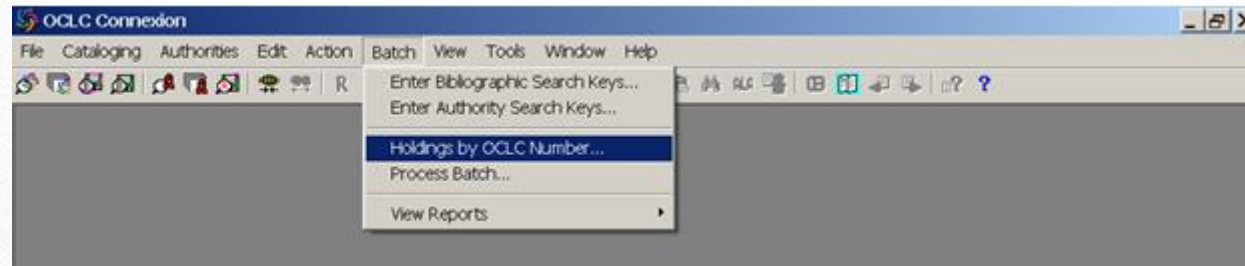 OCLC Connexion
File Cataloging Authorities Edit Action Batch View Tools Window Help
R
Enter Bibliographic Search Keys...
Enter Authority Search Keys...
Holdings by OCLC Number...
Process Batch...
View Reports